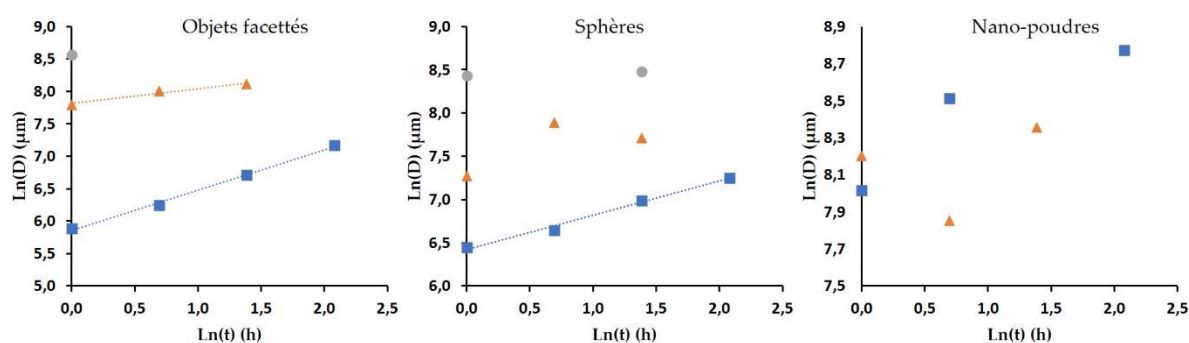 Objets facettés
9,0
8,5
8,0
7,5
7,0
6,5
6,0
5,5
5,0
Ln(D) (µm)
0,0 0,5 1,0 1,5 2,0 2,5
Ln(t) (h)
Sphères
9,0
8,5
8,0
7,5
7,0
6,5
6,0
Ln(D) (µm)
0,0 0,5 1,0 1,5 2,0 2,5
Ln(t) (h)
Nano-poudres
8,9
8,7
8,5
8,3
8,1
7,9
7,7
7,5
Ln(D) (µm)
0,0 0,5 1,0 1,5 2,0 2,5
Ln(t) (h)